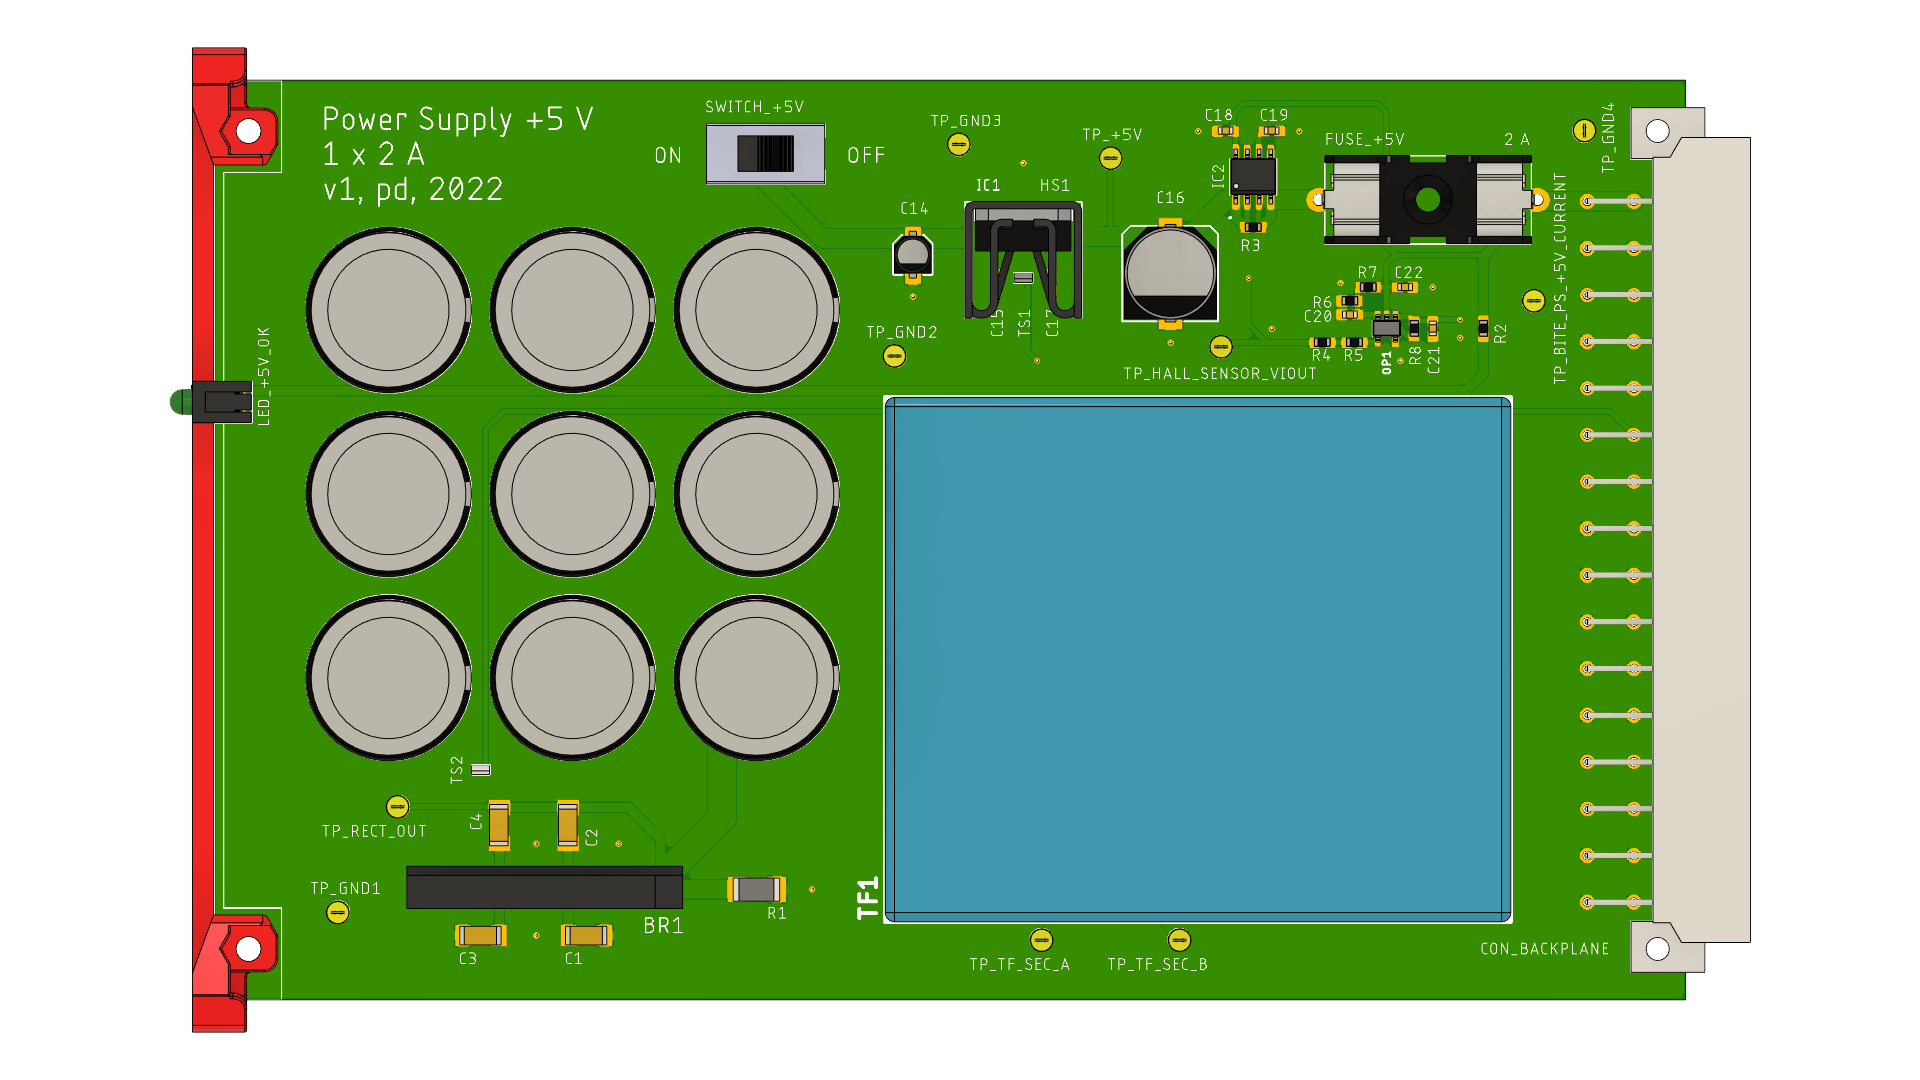 Power Supply +5 V
1 x 2 A
v1, pd, 2022
SWITCH_+5V
ON
OFF
TP_GND3
TP_+5V
C18
C19
FUSE_+5V
2 A
TP_GND4
IC1
HS1
IC2
C14
C16
R3
TP_BITE_PS_+5V_CURRENT
R7
C22
R6
C20
C15
TS1
C17
TP_GND2
R4
R5
OP1
R8
C21
R2
TP_HALL_SENSOR_VIOUT
LED_+5V_OK
TS2
TP_RECT_OUT
C4
C2
TP_GND1
BR1
R1
TF1
C3
C1
TP_TF_SEC_A
TP_TF_SEC_B
CON_BACKPLANE